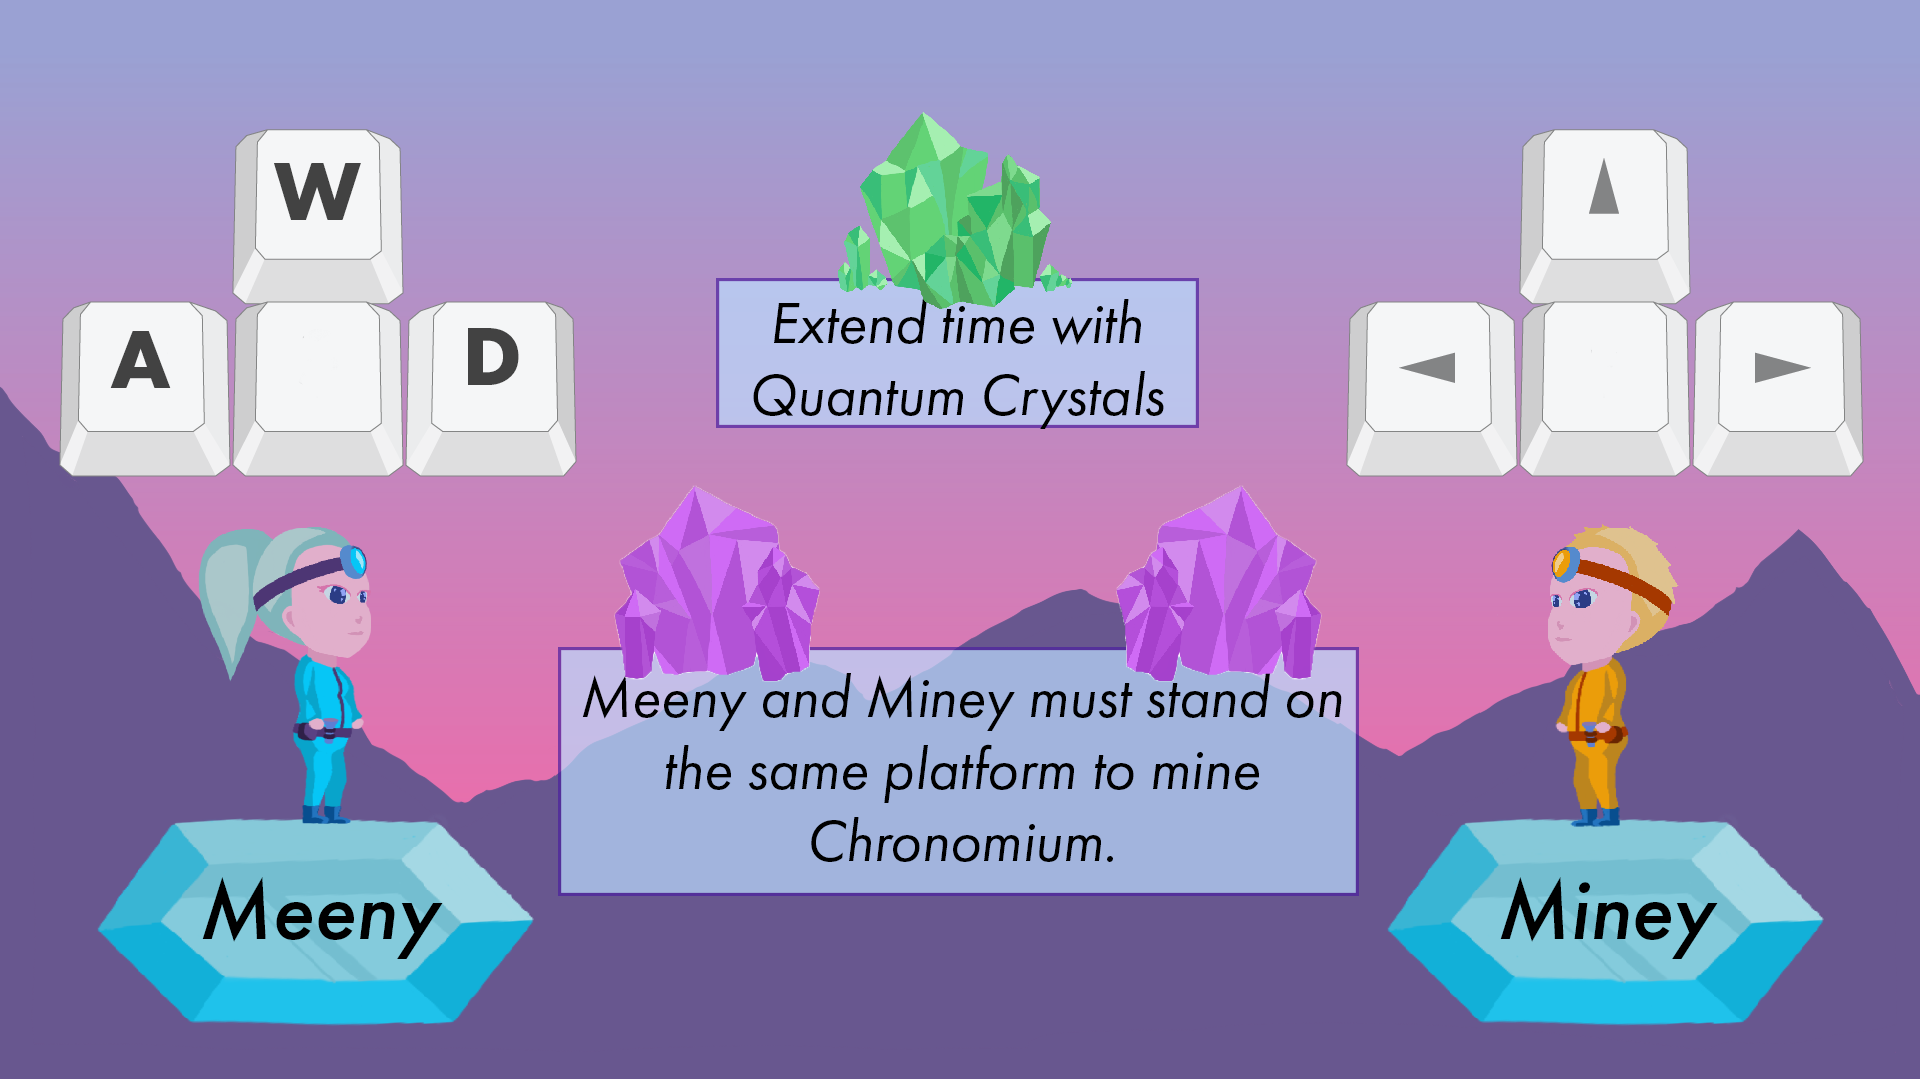 W
A
D
Extend time with
Quantum Crystals
Meeny and Miney must stand on
the same platform to mine
Chronomium.
Meeny
Miney